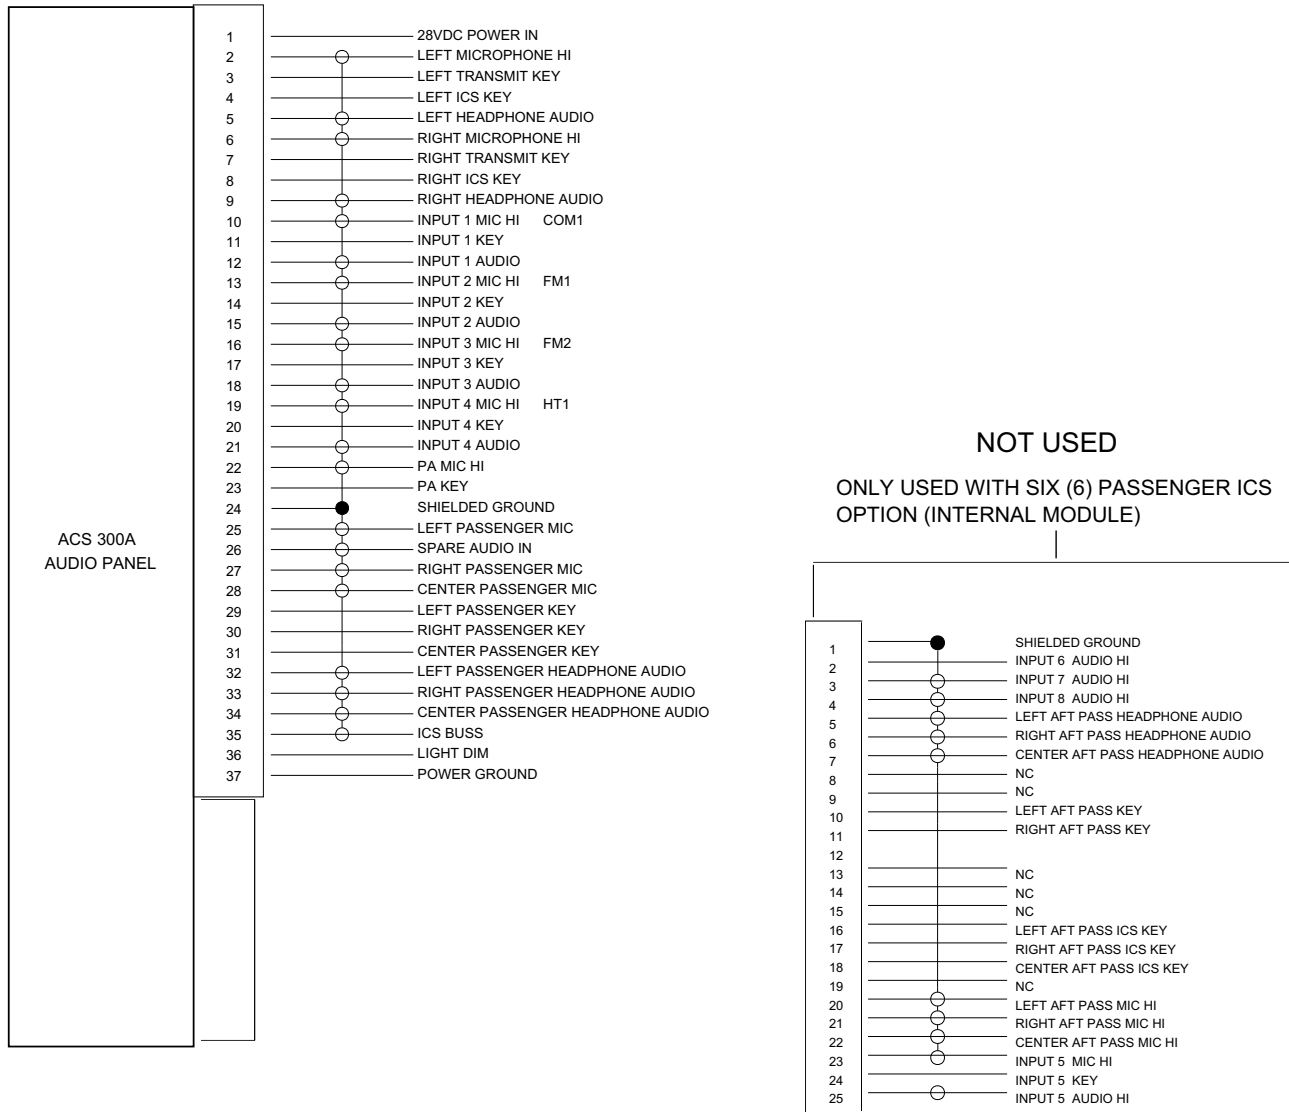 ACS 300A
AUDIO PANEL
1 28VDC POWER IN
2 LEFT MICROPHONE HI
3 LEFT TRANSMIT KEY
4 LEFT ICS KEY
5 LEFT HEADPHONE AUDIO
6 RIGHT MICROPHONE HI
7 RIGHT TRANSMIT KEY
8 RIGHT ICS KEY
9 RIGHT HEADPHONE AUDIO
10 INPUT 1 MIC HI COM1
11 INPUT 1 KEY
12 INPUT 1 AUDIO
13 INPUT 2 MIC HI FM1
14 INPUT 2 KEY
15 INPUT 2 AUDIO
16 INPUT 3 MIC HI FM2
17 INPUT 3 KEY
18 INPUT 3 AUDIO
19 INPUT 4 MIC HI HT1
20 INPUT 4 KEY
21 INPUT 4 AUDIO
22 PA MIC HI
23 PA KEY
24 SHIELDED GROUND
25 LEFT PASSENGER MIC
26 SPARE AUDIO IN
27 RIGHT PASSENGER MIC
28 CENTER PASSENGER MIC
29 LEFT PASSENGER KEY
30 RIGHT PASSENGER KEY
31 CENTER PASSENGER KEY
32 LEFT PASSENGER HEADPHONE AUDIO
33 RIGHT PASSENGER HEADPHONE AUDIO
34 CENTER PASSENGER HEADPHONE AUDIO
35 ICS BUSS
36 LIGHT DIM
37 POWER GROUND
NOT USED
ONLY USED WITH SIX (6) PASSENGER ICS
OPTION (INTERNAL MODULE)
1 SHIELDED GROUND
2 INPUT 6 AUDIO HI
3 INPUT 7 AUDIO HI
4 INPUT 8 AUDIO HI
5 LEFT AFT PASS HEADPHONE AUDIO
6 RIGHT AFT PASS HEADPHONE AUDIO
7 CENTER AFT PASS HEADPHONE AUDIO
8 NC
9 NC
10 LEFT AFT PASS KEY
11 RIGHT AFT PASS KEY
12
13 NC
14 NC
15 NC
16 LEFT AFT PASS ICS KEY
17 RIGHT AFT PASS ICS KEY
18 CENTER AFT PASS ICS KEY
19 NC
20 LEFT AFT PASS MIC HI
21 RIGHT AFT PASS MIC HI
22 CENTER AFT PASS MIC HI
23 INPUT 5 MIC HI
24 INPUT 5 KEY
25 INPUT 5 AUDIO HI